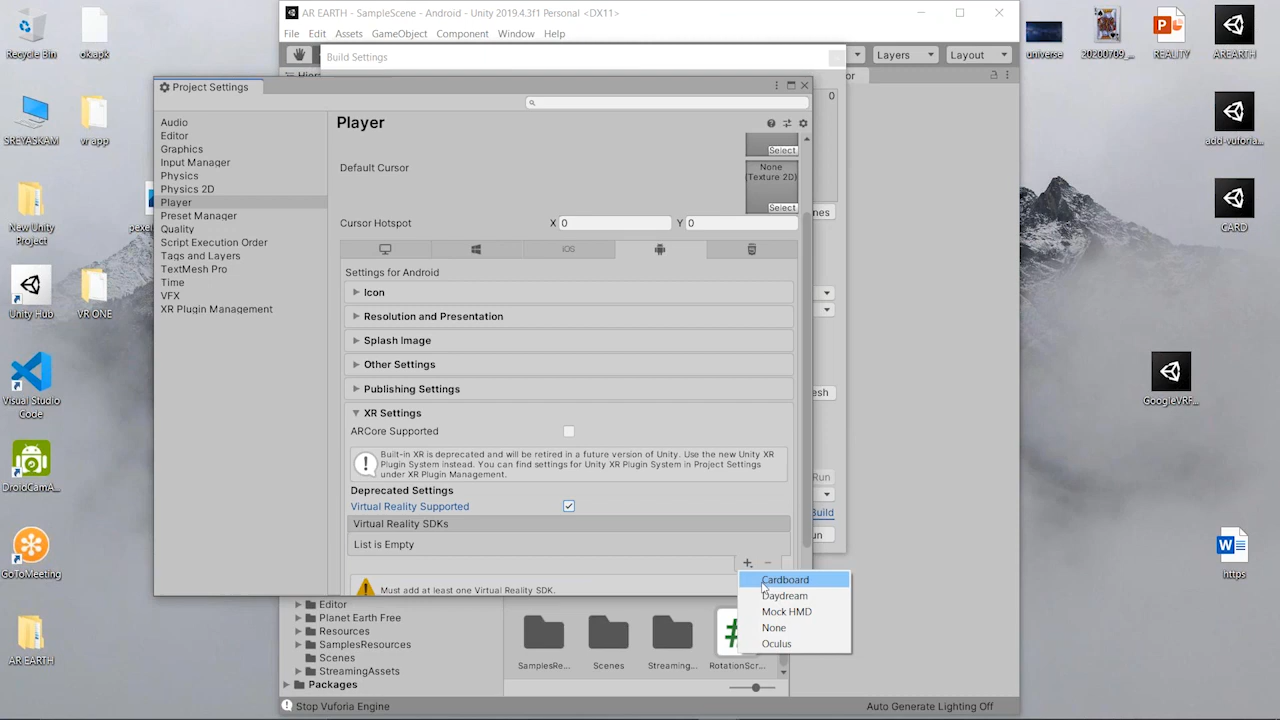 AR EARTH - SampleScene - Android - Unity 2019.4.3f1 Personal <DX11>
File Edit Assets GameObject Component Window Help
Layers
Layout
Build Settings
Project Settings
Audio
Editor
Graphics
Input Manager
Physics
Physics 2D
Player
Preset Manager
Quality
Script Execution Order
Tags and Layers
TextMesh Pro
Time
VFX
XR Plugin Management
Player
Select
Default Cursor
None
(Texture 2D)
Select
Cursor Hotspot
X 0
Y 0
iOS
Settings for Android
Icon
Resolution and Presentation
Splash Image
Other Settings
Publishing Settings
XR Settings
ARCore Supported
Built-in XR is deprecated and will be retired in a future version of Unity. Use the new Unity XR
Plugin System instead. You can find settings for Unity XR Plugin System in Project Settings
under XR Plugin Management.
Deprecated Settings
Virtual Reality Supported
Virtual Reality SDKs
List is Empty
Must add at least one Virtual Reality SDK.
Cardboard
Daydream
Mock HMD
None
Oculus
0
Run
Build
Editor
Planet Earth Free
Resources
SamplesResources
Scenes
StreamingAssets
Packages
SamplesRe...
Scenes
Streaming...
RotationScr...
Stop Vuforia Engine
Auto Generate Lighting Off
Recycle Bin
okapk
SREYASKAM
vr app
New Unity
Project
Unity Hub
VR ONE
Visual Studio
Code
DroidCamA...
GoToMeeting
AR EARTH
universe
20200709_...
REALITY
AREARTH
add-vuforia...
CARD
GoogleVRF...
https